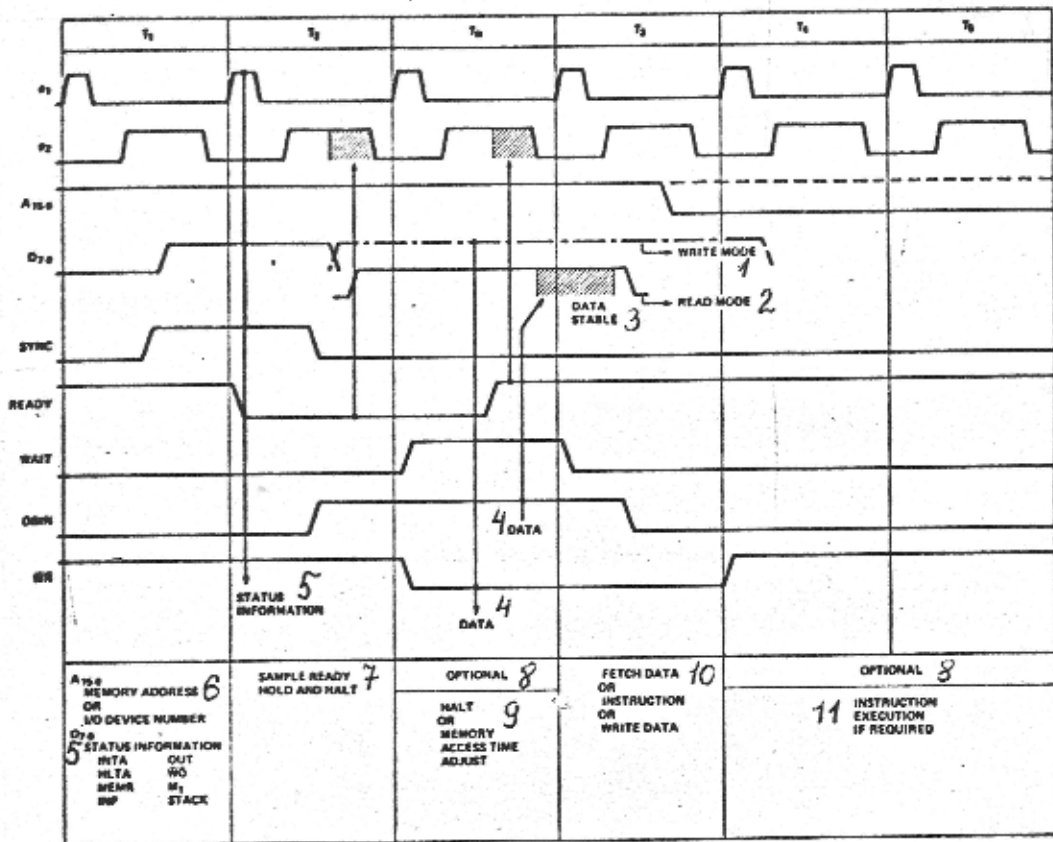 T₁ T₂ T_W T₃ T₄ T₅
φ₁
φ₂
A₁₅₋₀
D₇₋₀
WRITE MODE 1
READ MODE 2
DATA
STABLE 3
SYNC
READY
WAIT
DBIN
4 DATA
WR
STATUS 5
INFORMATION
DATA 4
A₁₅₋₀
MEMORY ADDRESS 6
OR
I/O DEVICE NUMBER
D₇₋₀
5 STATUS INFORMATION
INTA OUT
HLTA WO
MEMR M₁
INP STACK
SAMPLE READY 7
HOLD AND HALT
OPTIONAL 8
HALT 9
OR
MEMORY
ACCESS TIME
ADJUST
FETCH DATA 10
OR
INSTRUCTION
OR
WRITE DATA
OPTIONAL 8
11 INSTRUCTION
EXECUTION
IF REQUIRED